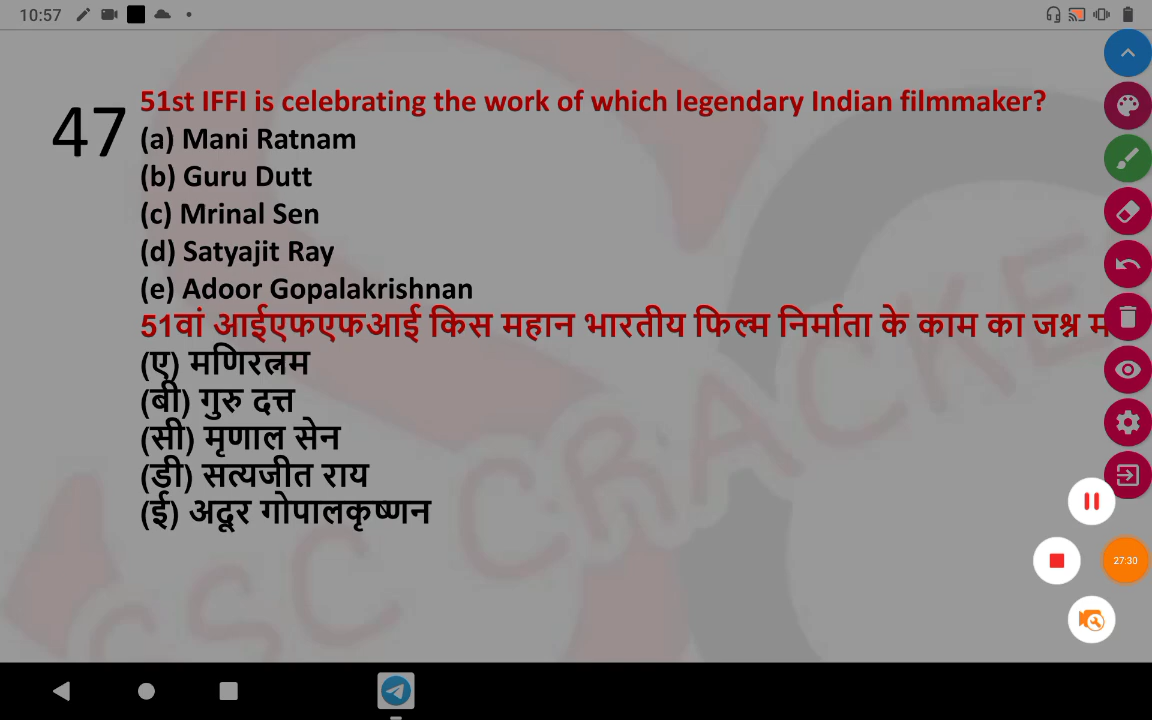 10:57
47
51st IFFI is celebrating the work of which legendary Indian filmmaker?
(a) Mani Ratnam
(b) Guru Dutt
(c) Mrinal Sen
(d) Satyajit Ray
(e) Adoor Gopalakrishnan
51वां आईएफएफआई किस महान भारतीय फिल्म निर्माता के काम का जश्न म
(ए) मणिरत्नम
(बी) गुरु दत्त
(सी) मृणाल सेन
(डी) सत्यजीत राय
(ई) अदूर गोपालकृष्णन
27:30
SSC CRACKE